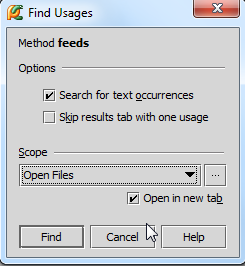 Find Usages
Method feeds
Options
Search for text occurrences
Skip results tab with one usage
Scope
Open Files
...
Open in new tab
Find Cancel Help